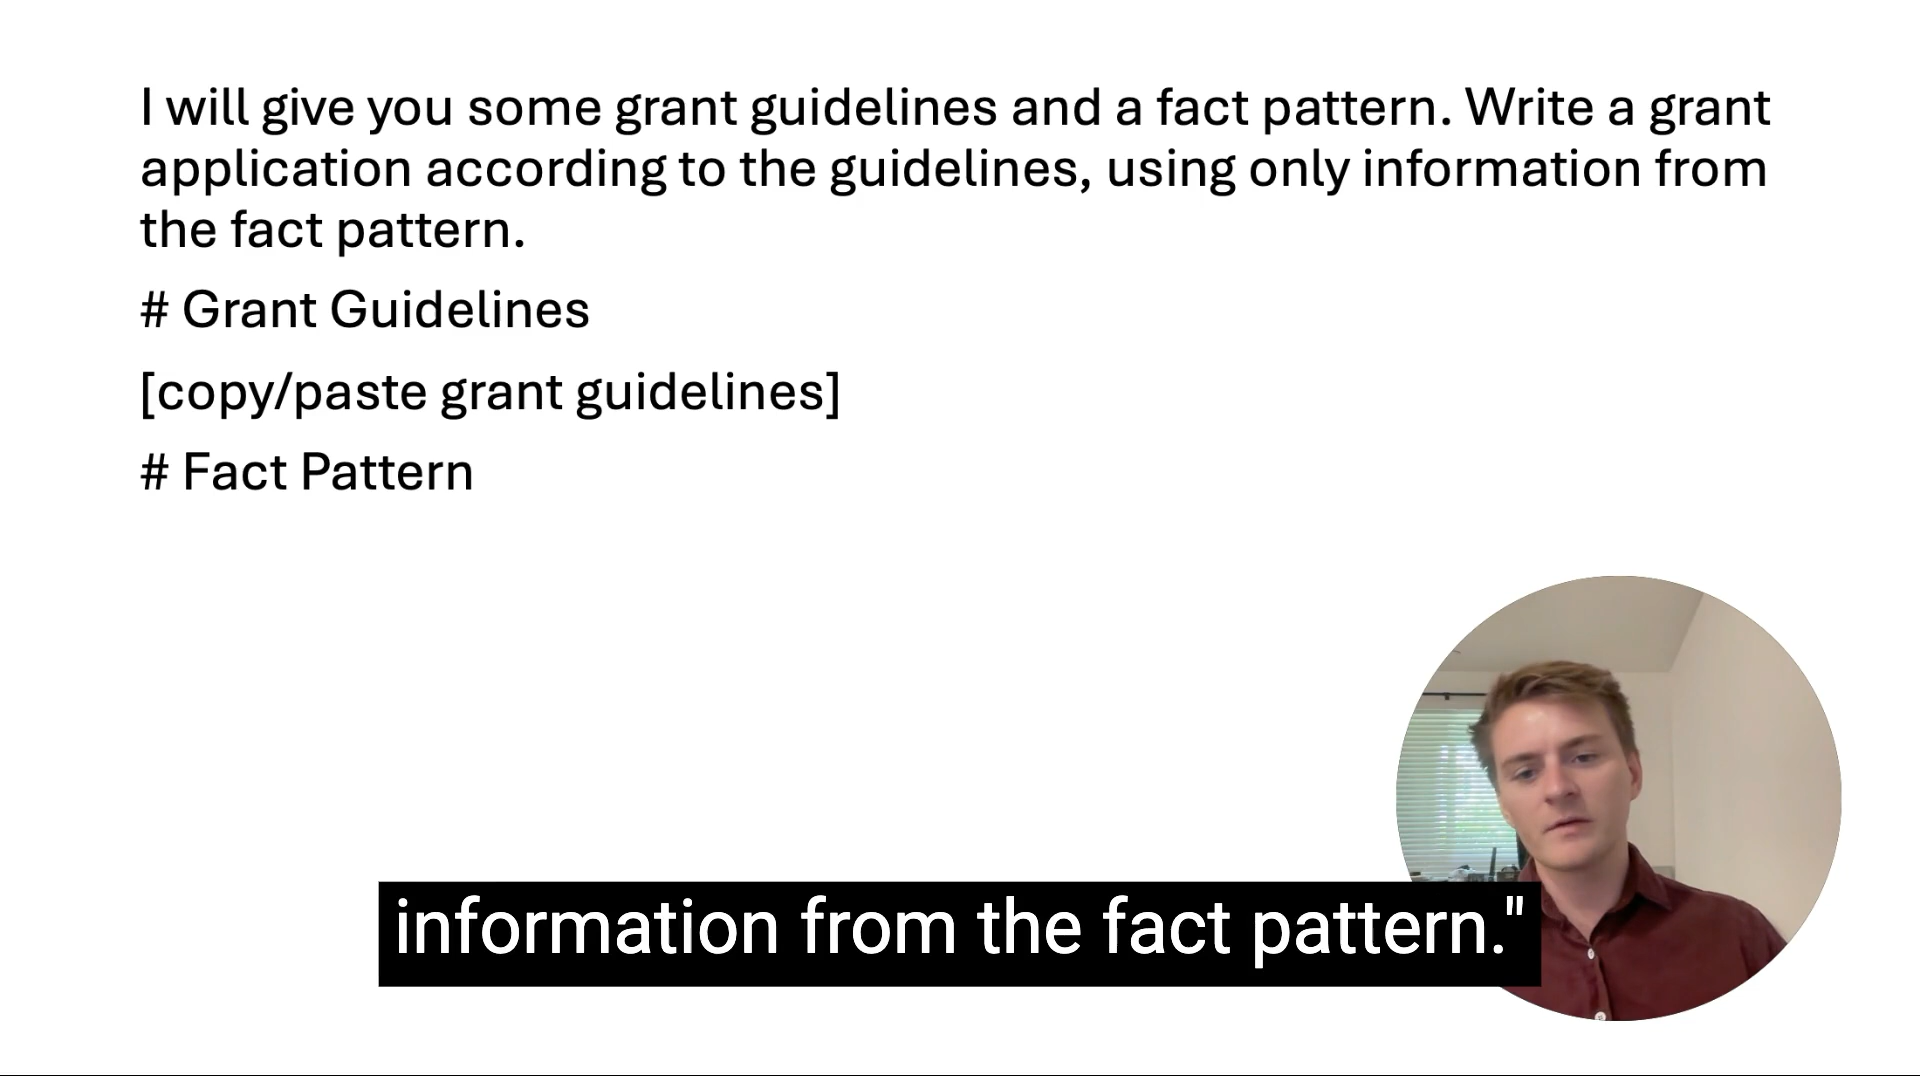 I will give you some grant guidelines and a fact pattern. Write a grant
application according to the guidelines, using only information from
the fact pattern.
# Grant Guidelines
[copy/paste grant guidelines]
# Fact Pattern
information from the fact pattern."